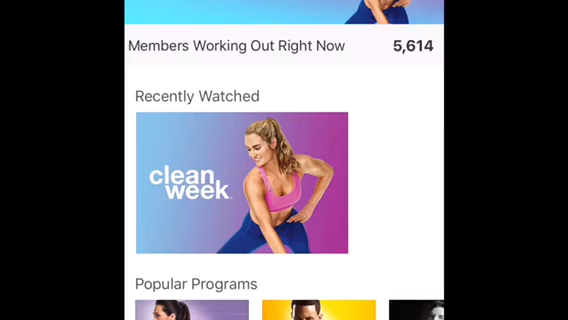 Members Working Out Right Now 5,614
Recently Watched
clean
week
Popular Programs